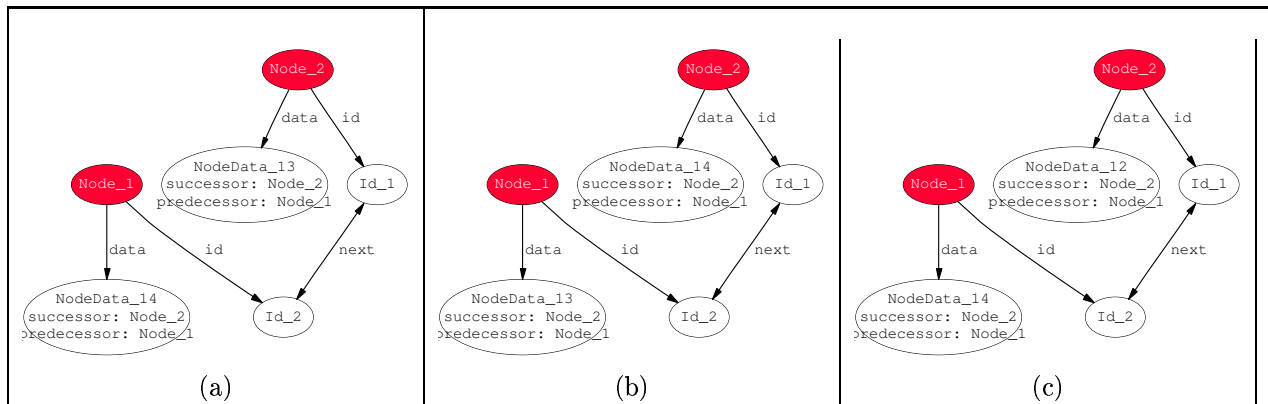 Node_2
data
id
NodeData_13
successor: Node_2
predecessor: Node_1
Id_1
Node_1
data
id
next
NodeData_14
successor: Node_2
predecessor: Node_1
Id_2
(a)
Node_2
data
id
NodeData_14
successor: Node_2
predecessor: Node_1
Id_1
Node_1
data
id
next
NodeData_13
successor: Node_2
predecessor: Node_1
Id_2
(b)
Node_2
data
id
NodeData_12
successor: Node_2
predecessor: Node_1
Id_1
Node_1
data
id
next
NodeData_14
successor: Node_2
predecessor: Node_1
Id_2
(c)